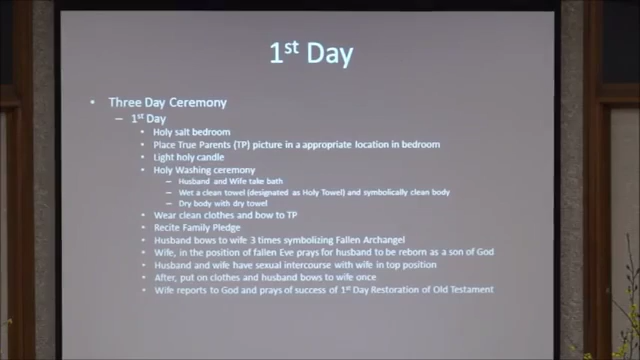 1st Day
• Three Day Ceremony
– 1st Day
• Holy salt bedroom
• Place True Parents (TP) picture in a appropriate location in bedroom
• Light holy candle
• Holy Washing ceremony
– Husband and Wife take bath
– Wet a clean towel (designated as Holy Towel) and symbolically clean body
– Dry body with dry towel
• Wear clean clothes and bow to TP
• Recite Family Pledge
• Husband bows to wife 3 times symbolizing Fallen Archangel
• Wife, in the position of fallen Eve prays for husband to be reborn as a son of God
• Husband and wife have sexual intercourse with wife in top position
• After, put on clothes and husband bows to wife once
• Wife reports to God and prays of success of 1st Day Restoration of Old Testament